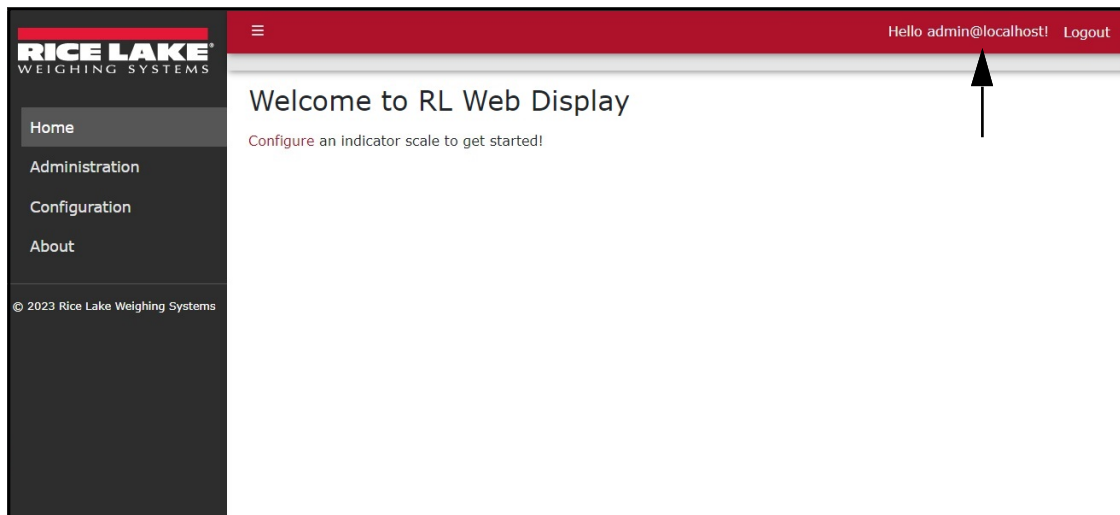 RICE LAKE®
WEIGHING SYSTEMS
☰
Hello admin@localhost! Logout
Home
Administration
Configuration
About
© 2023 Rice Lake Weighing Systems
Welcome to RL Web Display
Configure an indicator scale to get started!